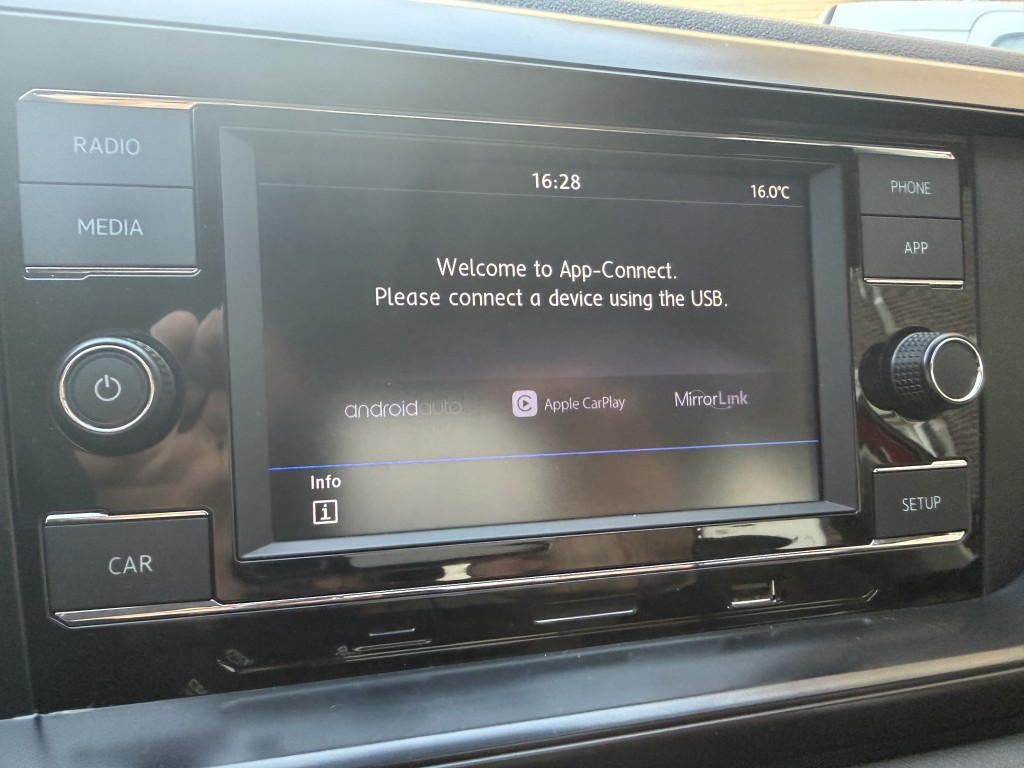 RADIO
MEDIA
CAR
16:28
16.0°C
Welcome to App-Connect.
Please connect a device using the USB.
androidauto
Apple CarPlay
MirrorLink
Info
i
PHONE
APP
SETUP